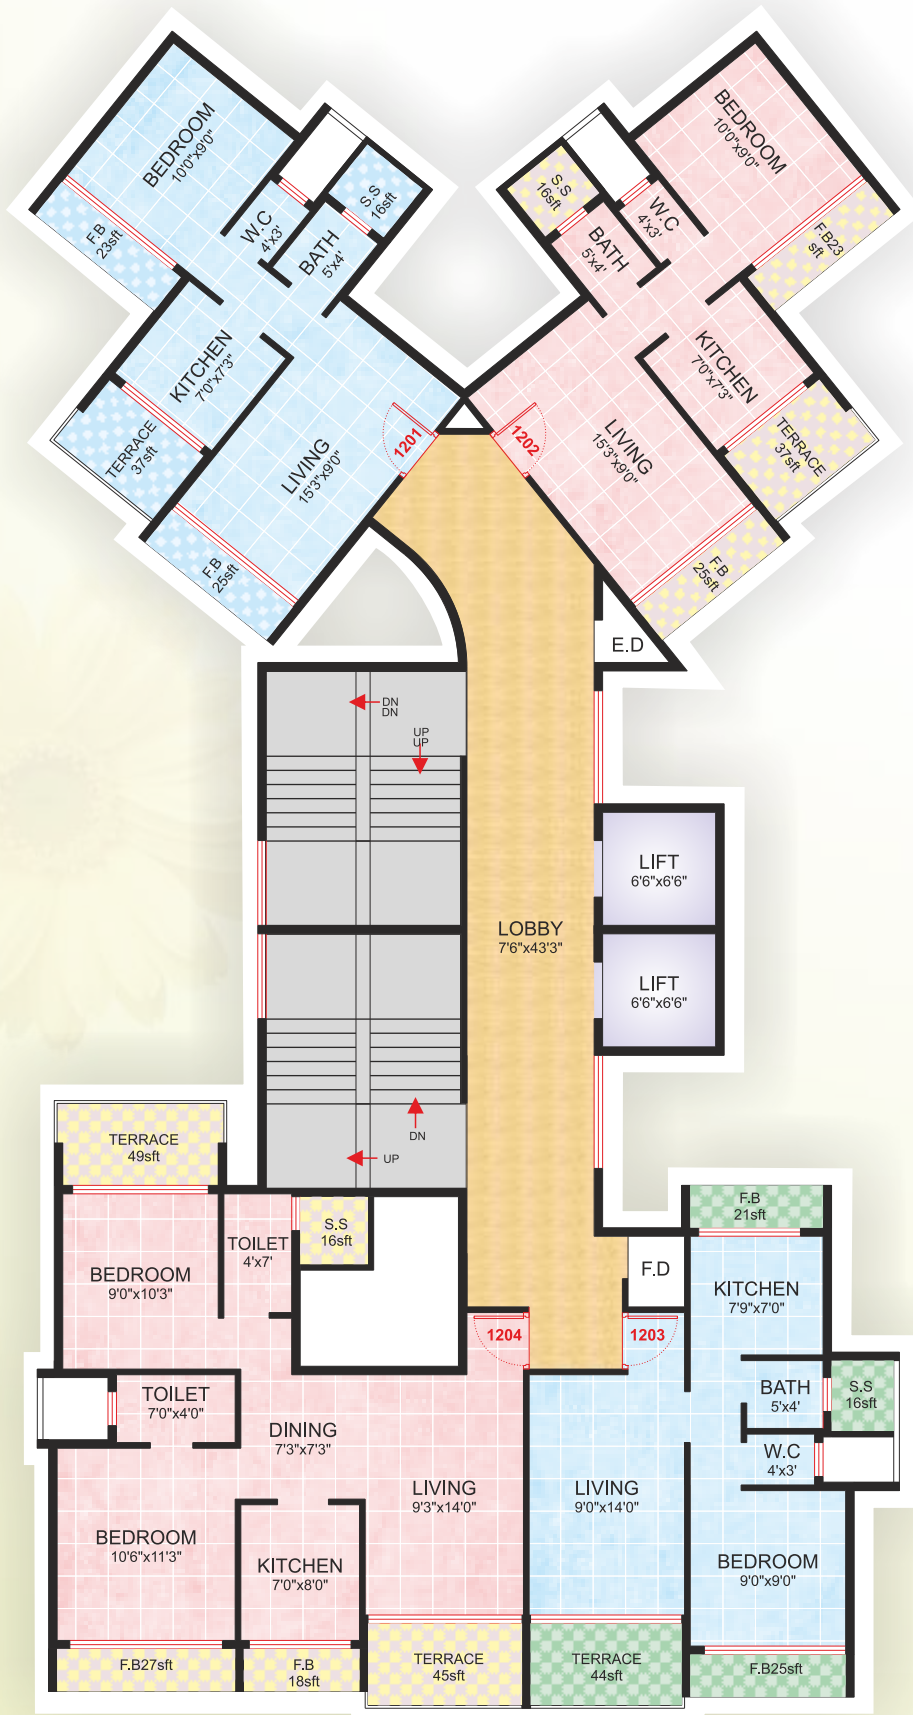 BEDROOM
10'0"x9'0"
F.B
23sft
W.C
4'x3'
S.S
16sft
BATH
5'x4'
KITCHEN
7'0"x7'3"
TERRACE
37sft
LIVING
15'3"x9'0"
F.B
25sft
1201
BEDROOM
10'0"x9'0"
S.S
16sft
W.C
4'x3'
F.B23
sft
BATH
5'x4'
KITCHEN
7'0"x7'3"
TERRACE
37sft
LIVING
15'3"x9'0"
F.B
25sft
1202
E.D
DN
DN
UP
UP
LIFT
6'6"x6'6"
LOBBY
7'6"x43'3"
LIFT
6'6"x6'6"
DN
UP
TERRACE
49sft
BEDROOM
9'0"x10'3"
TOILET
4'x7'
S.S
16sft
TOILET
7'0"x4'0"
DINING
7'3"x7'3"
BEDROOM
10'6"x11'3"
KITCHEN
7'0"x8'0"
LIVING
9'3"x14'0"
F.B27sft
F.B
18sft
TERRACE
45sft
1204
1203
F.D
F.B
21sft
KITCHEN
7'9"x7'0"
BATH
5'x4'
S.S
16sft
W.C
4'x3'
LIVING
9'0"x14'0"
BEDROOM
9'0"x9'0"
TERRACE
44sft
F.B25sft